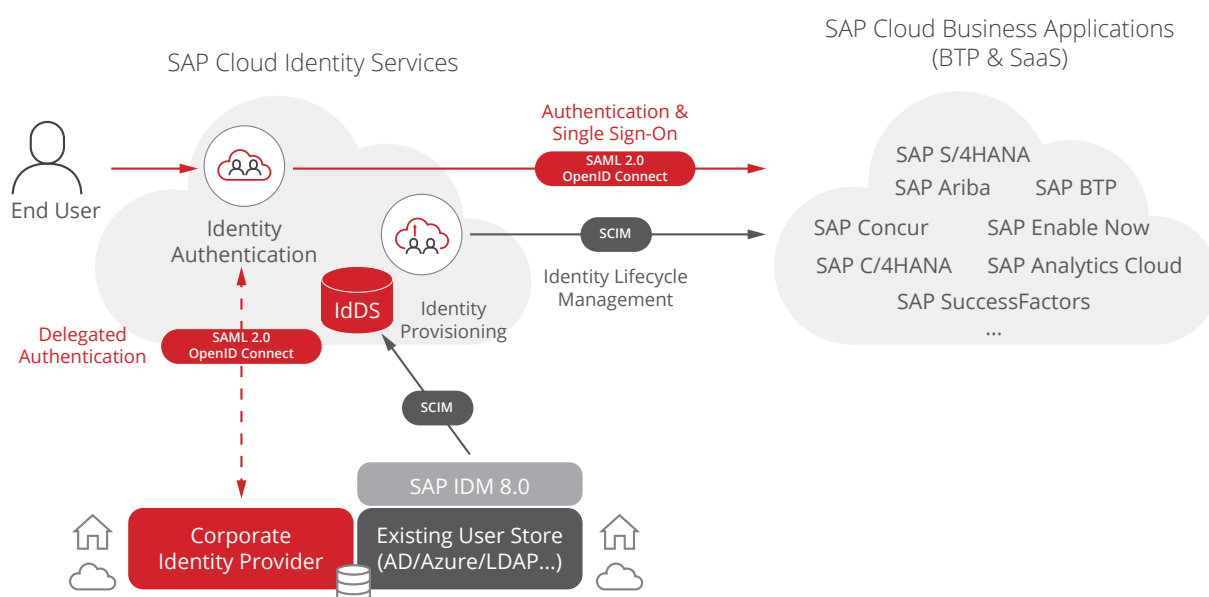 SAP Cloud Business Applications
(BTP & SaaS)
SAP Cloud Identity Services
Authentication &
Single Sign-On
SAML 2.0
OpenID Connect
End User
Identity
Authentication
SCIM
Identity Lifecycle
Management
IdDS
Identity
Provisioning
SAP S/4HANA
SAP Ariba
SAP BTP
SAP Concur
SAP Enable Now
SAP C/4HANA
SAP Analytics Cloud
SAP SuccessFactors
...
Delegated
Authentication
SAML 2.0
OpenID Connect
SCIM
SAP IDM 8.0
Corporate
Identity Provider
Existing User Store
(AD/Azure/LDAP...)